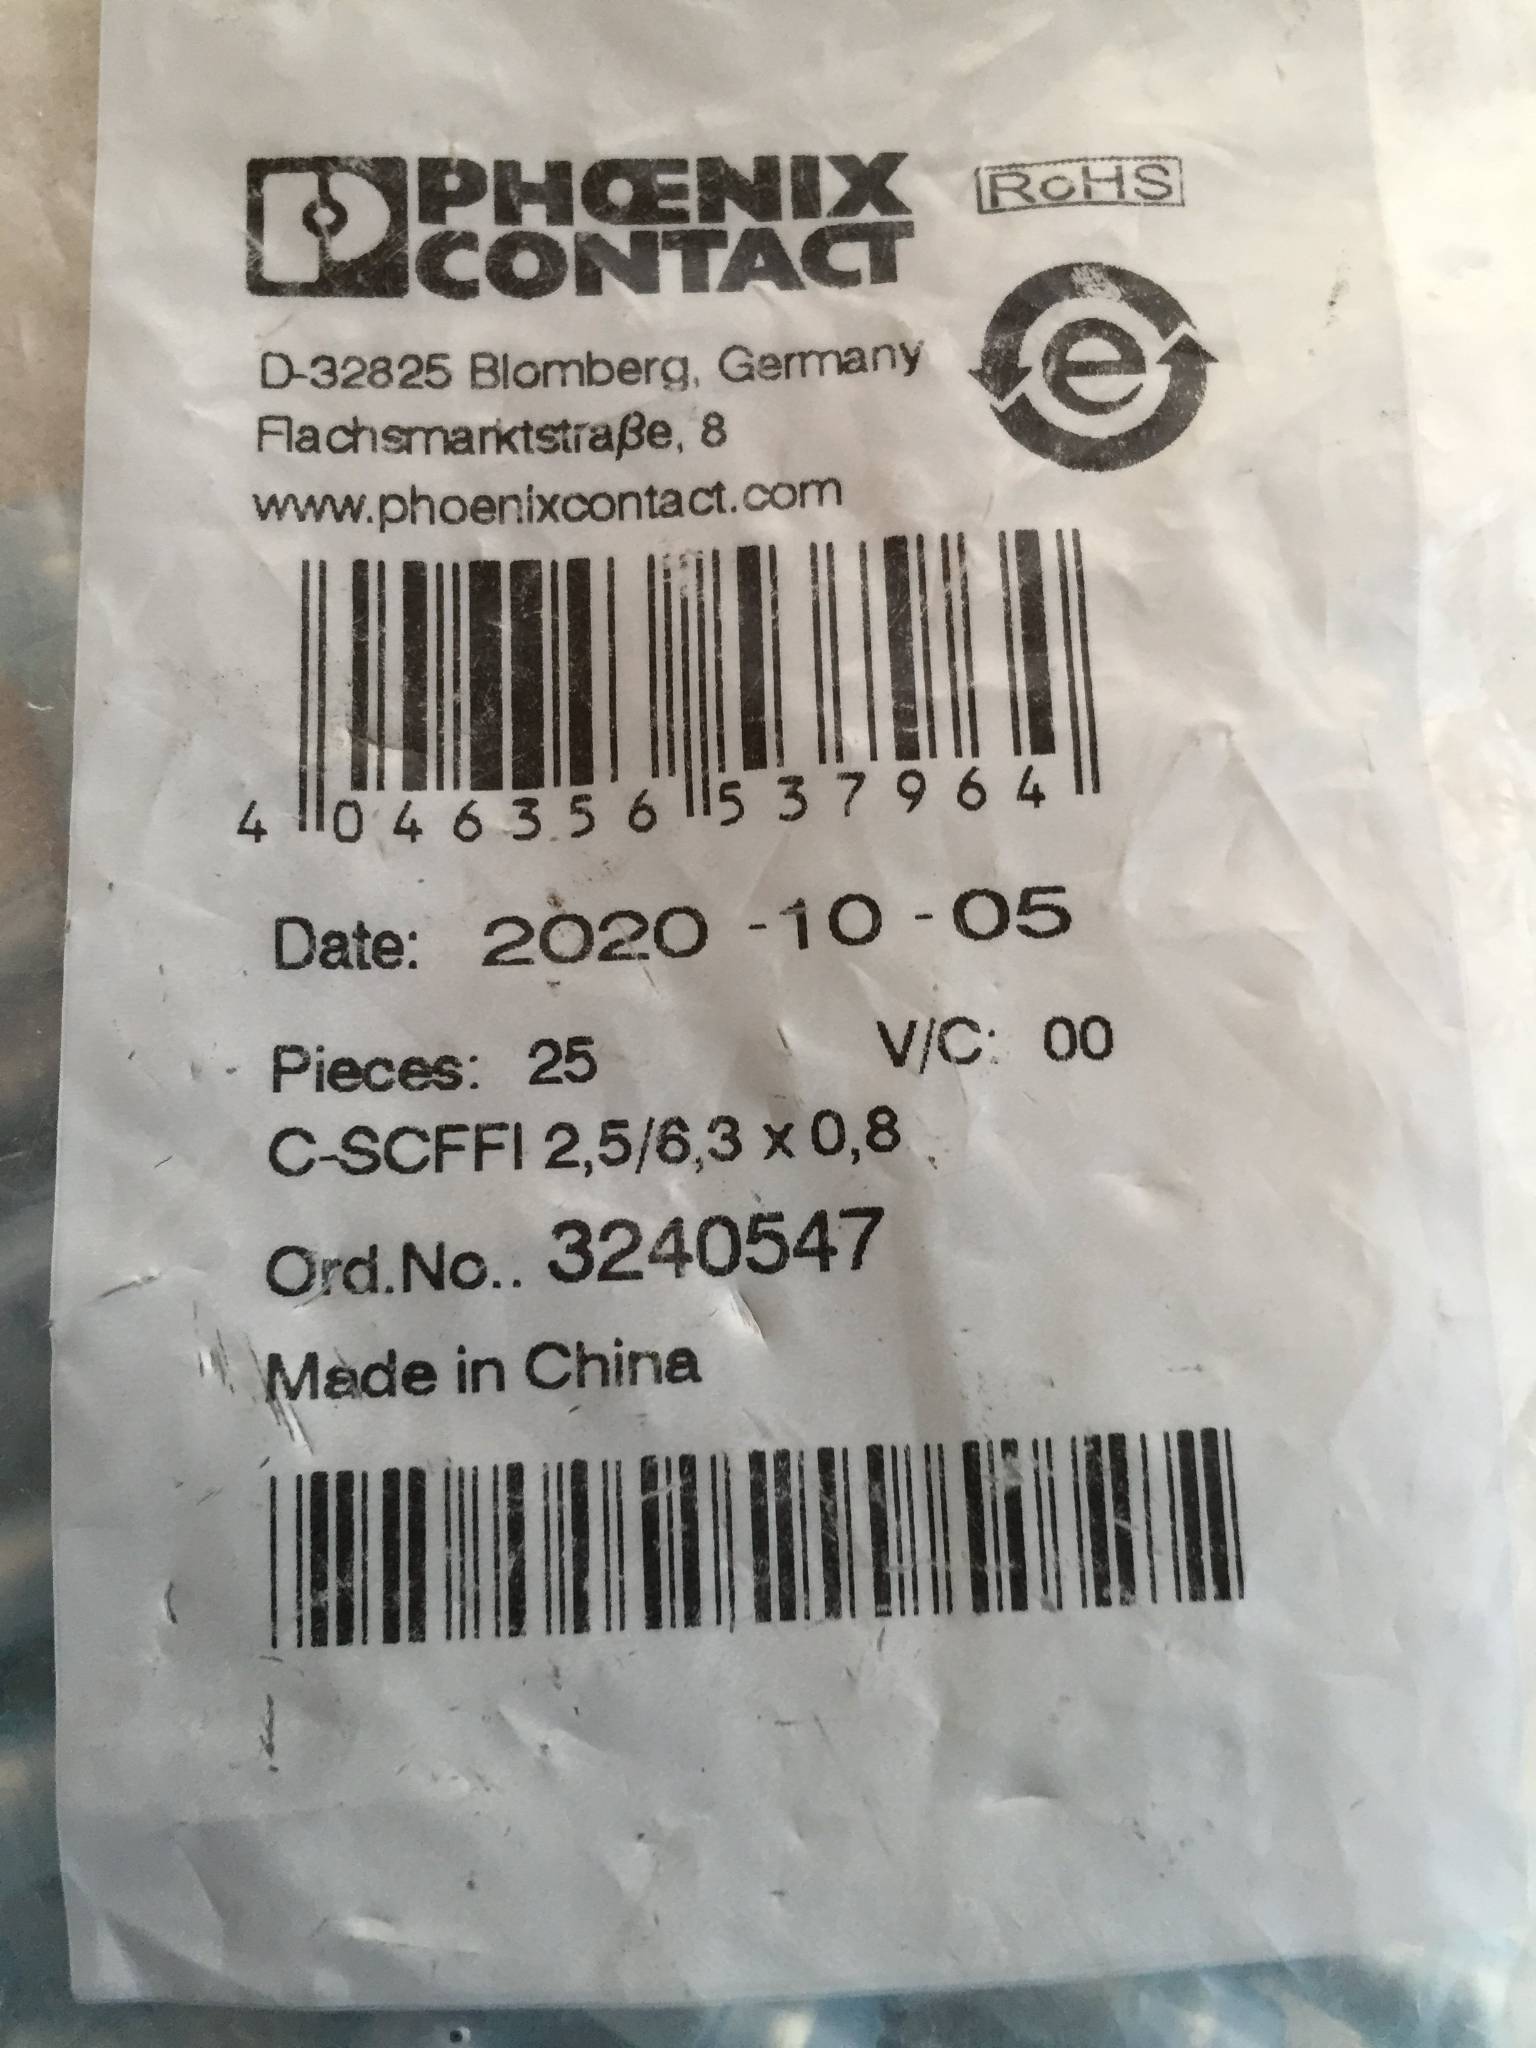 PHŒNIX
CONTACT
RoHS
e
D-32825 Blomberg, Germany
Flachsmarktstraße, 8
www.phoenixcontact.com
4 046356 537964
Date: 2020 -10 -05
Pieces: 25 V/C: 00
C-SCFFI 2,5/6,3 x 0,8
Ord.No.. 3240547
Made in China